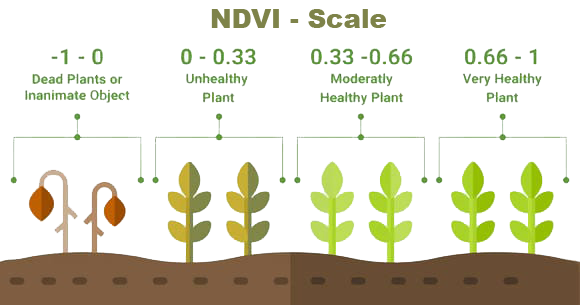 NDVI - Scale
-1 - 0
Dead Plants or
Inanimate Object
0 - 0.33
Unhealthy
Plant
0.33 -0.66
Moderatly
Healthy Plant
0.66 - 1
Very Healthy
Plant